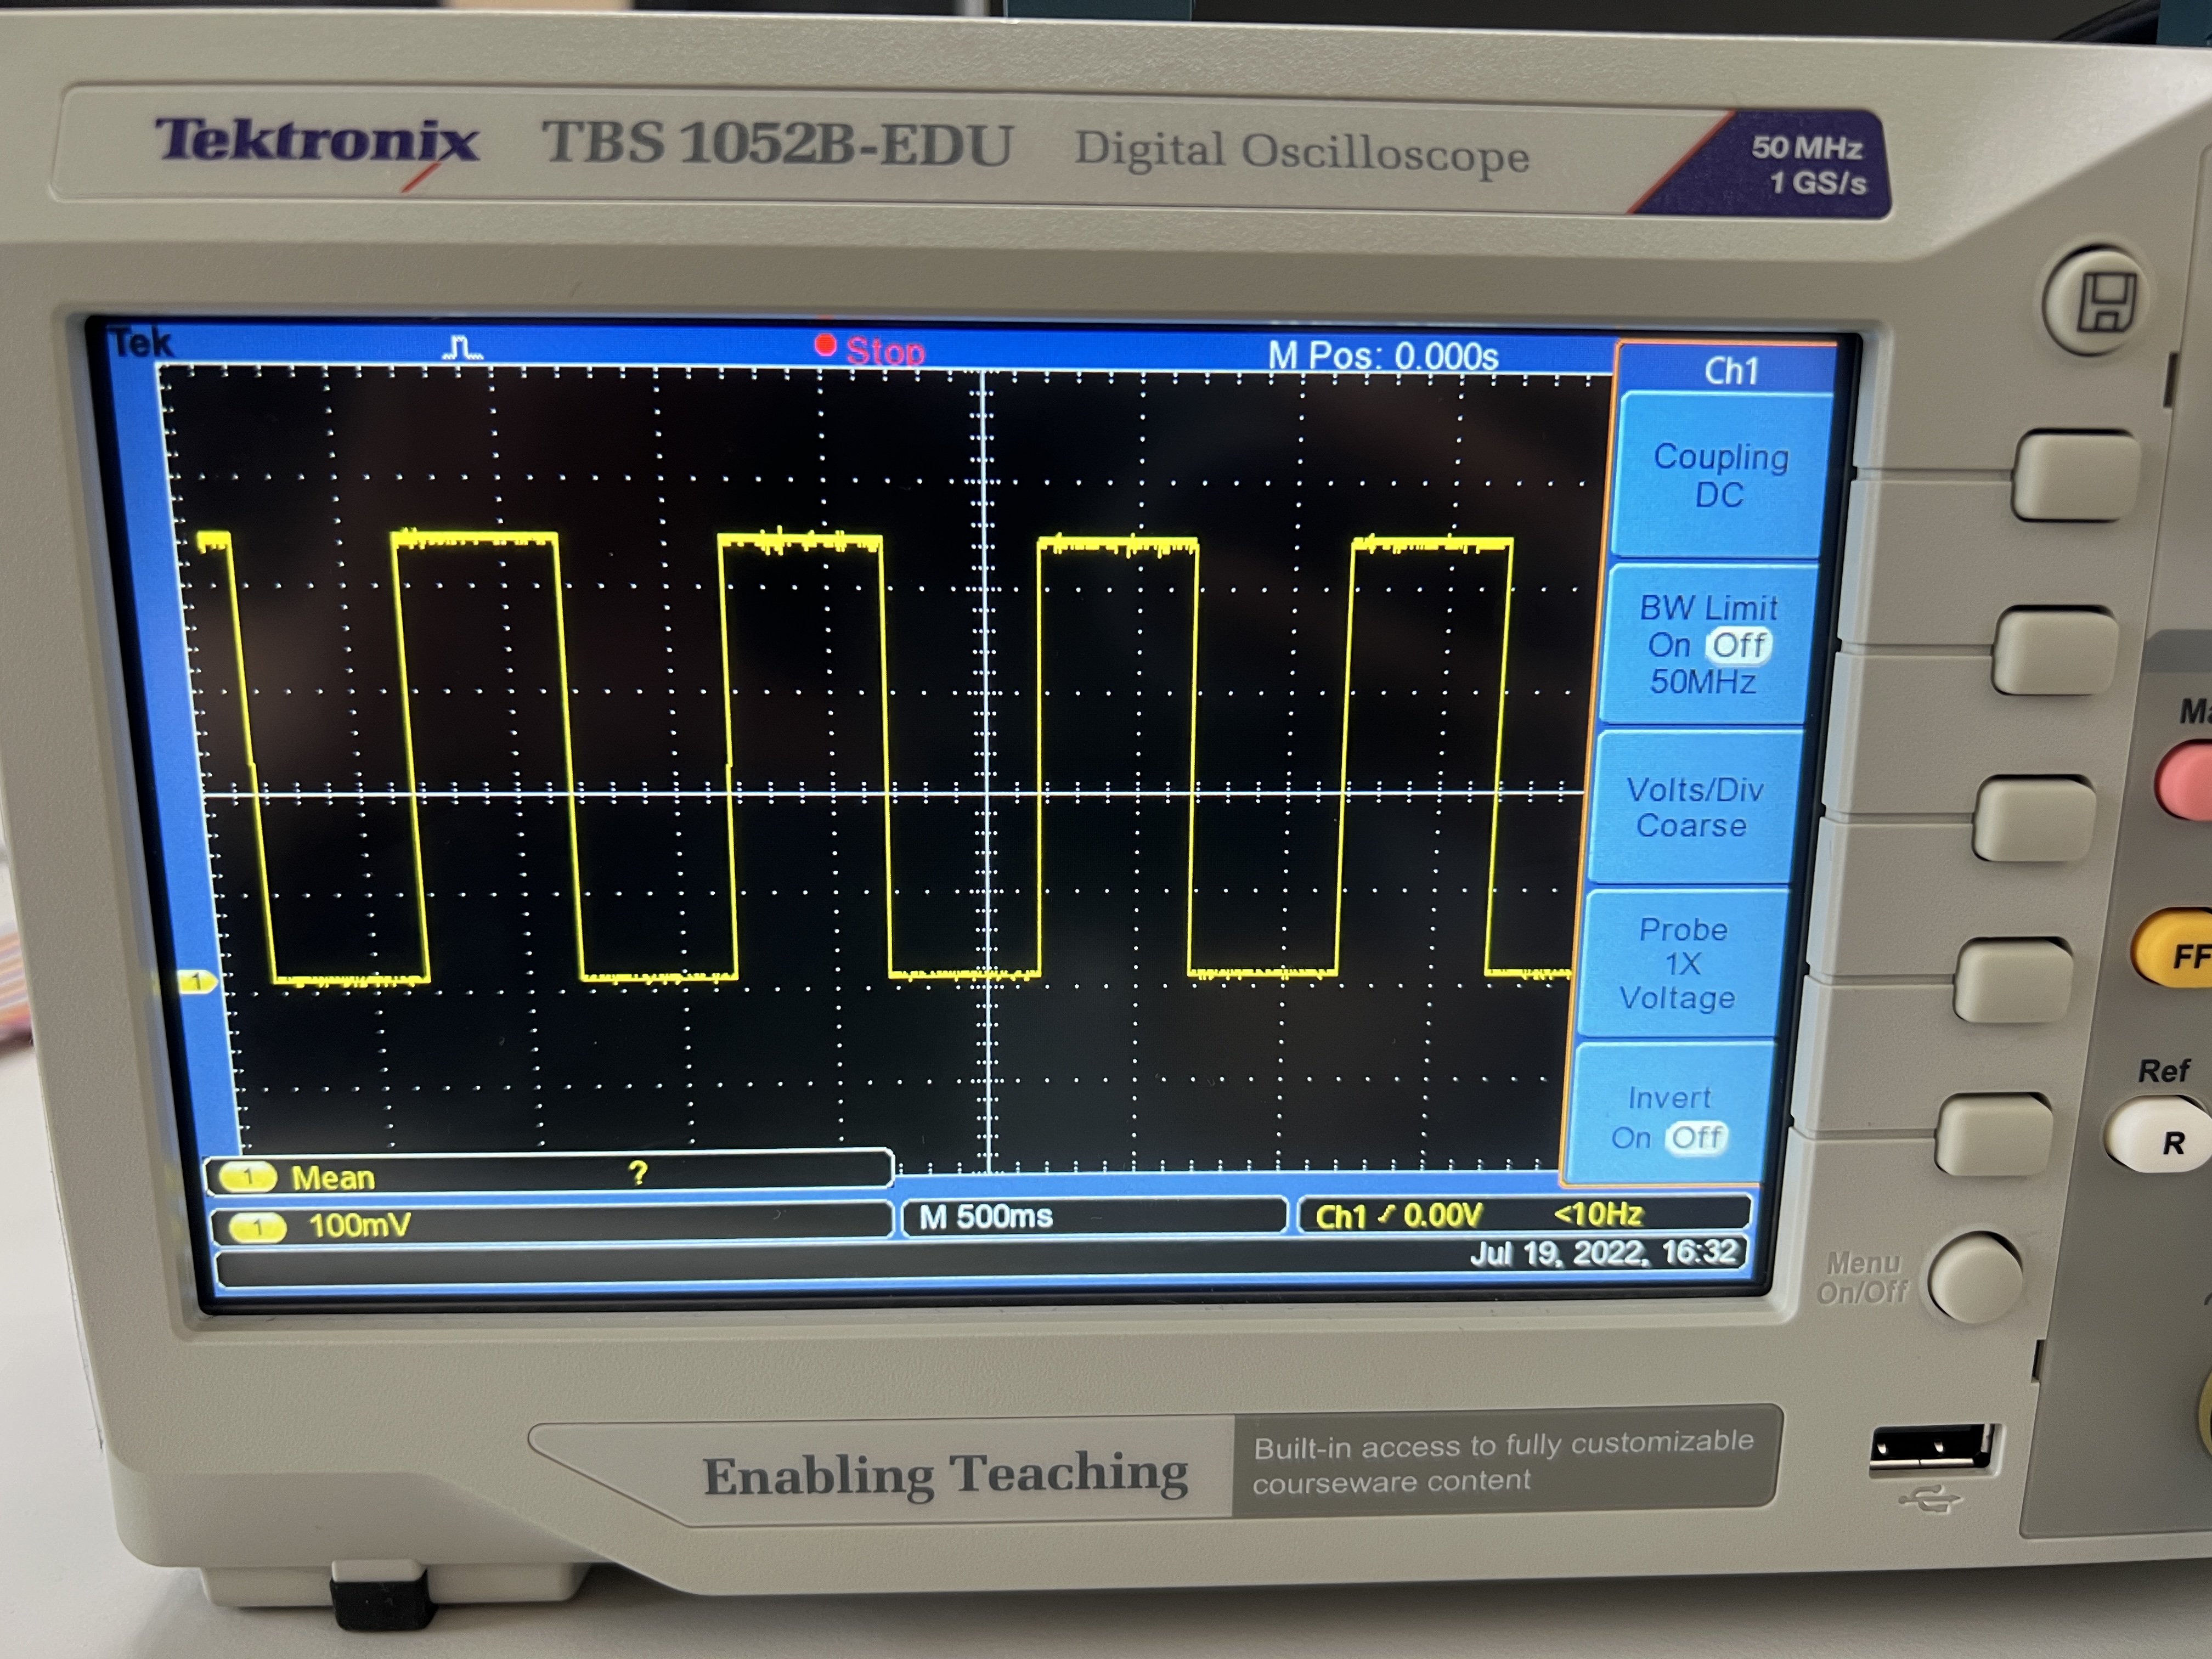 Tektronix TBS 1052B-EDU Digital Oscilloscope
50 MHz
1 GS/s
Tek Stop M Pos: 0.000s
Ch1
Coupling
DC
BW Limit
On Off
50MHz
Volts/Div
Coarse
Probe
1X
Voltage
Invert
On Off
1
1 Mean ?
1 100mV M 500ms Ch1 0.00V <10Hz
Jul 19, 2022, 16:32
Ref
R
Menu
On/Off
Enabling Teaching
Built-in access to fully customizable
courseware content